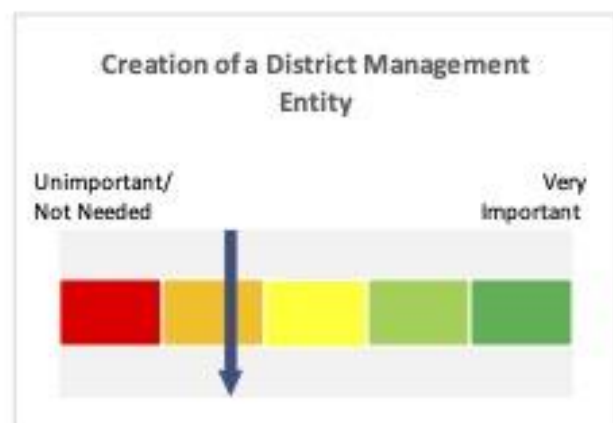 Creation of a District Management
Entity
Unimportant/
Not Needed
Very
Important